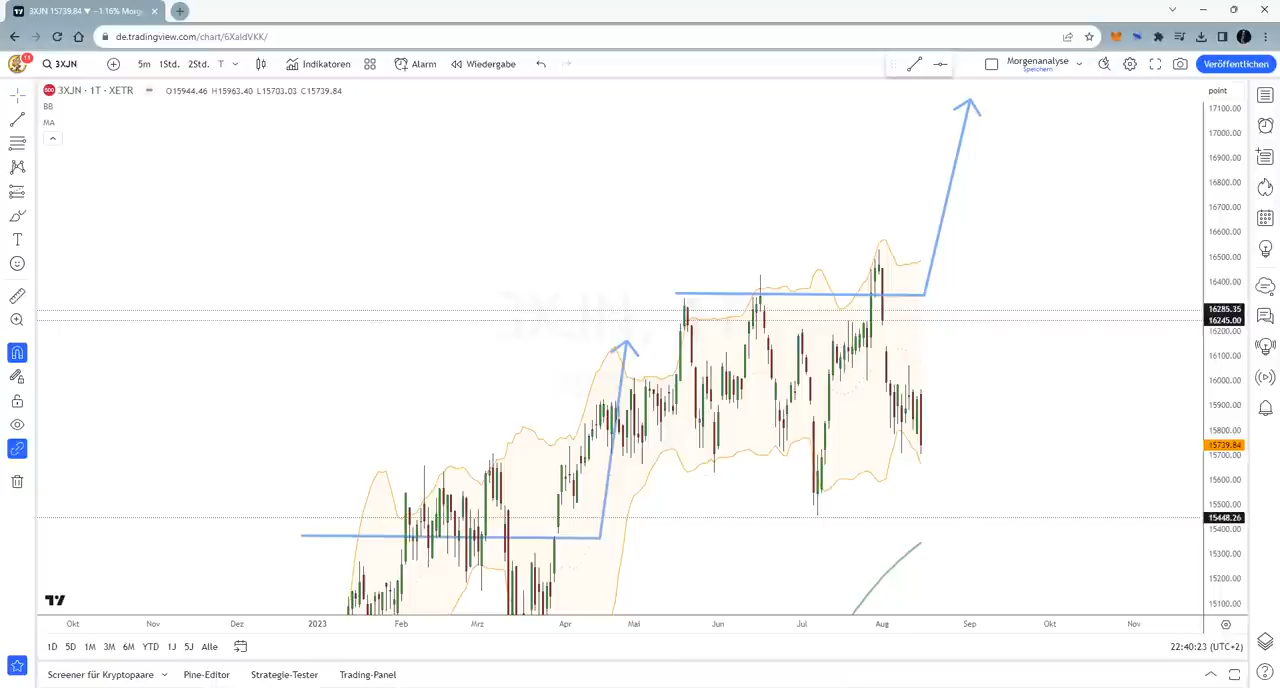 3XJN 15739.84 ▼ −1.16% Morg
de.tradingview.com/chart/6XaldVKK/
11
3XJN
5m 1Std. 2Std. T
Indikatoren
Alarm
Wiedergabe
Morgenanalyse
Speichern
Veröffentlichen
3XJN · 1T · XETR
O15944.46 H15963.40 L15703.03 C15739.84
BB
MA
point
17100.00
17000.00
16900.00
16800.00
16700.00
16600.00
16500.00
16400.00
16285.35
16245.00
16200.00
16100.00
16000.00
15900.00
15800.00
15739.84
15700.00
15600.00
15500.00
15448.26
15400.00
15300.00
15200.00
15100.00
Okt Nov Dez 2023 Feb Mrz Apr Mai Jun Jul Aug Sep Okt Nov
1D 5D 1M 3M 6M YTD 1J 5J Alle
22:40:23 (UTC+2)
Screener für Kryptopaare Pine-Editor Strategie-Tester Trading-Panel